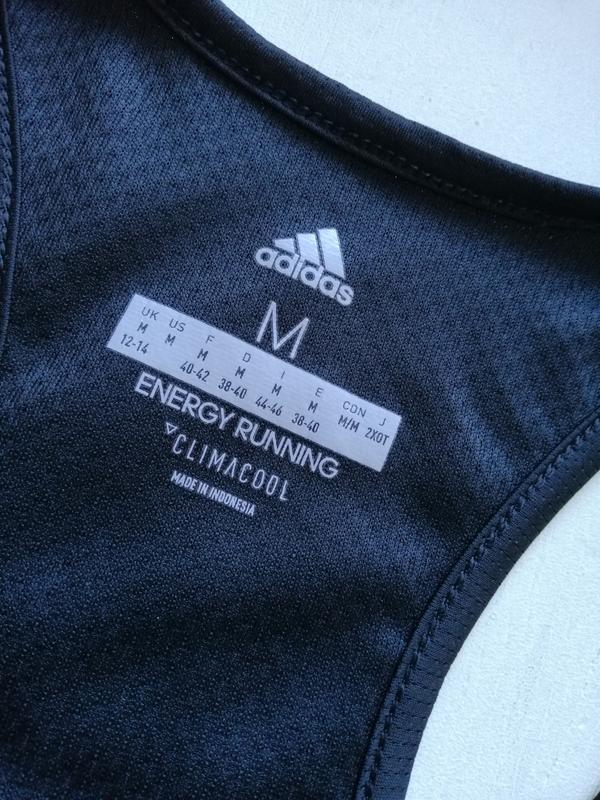 adidas
M
UK US F D I E CDN J
M M M M M M M/M 2XOT
12-14 40-42 38-40 44-46 38-40
ENERGY RUNNING
CLIMACOOL
MADE IN INDONESIA